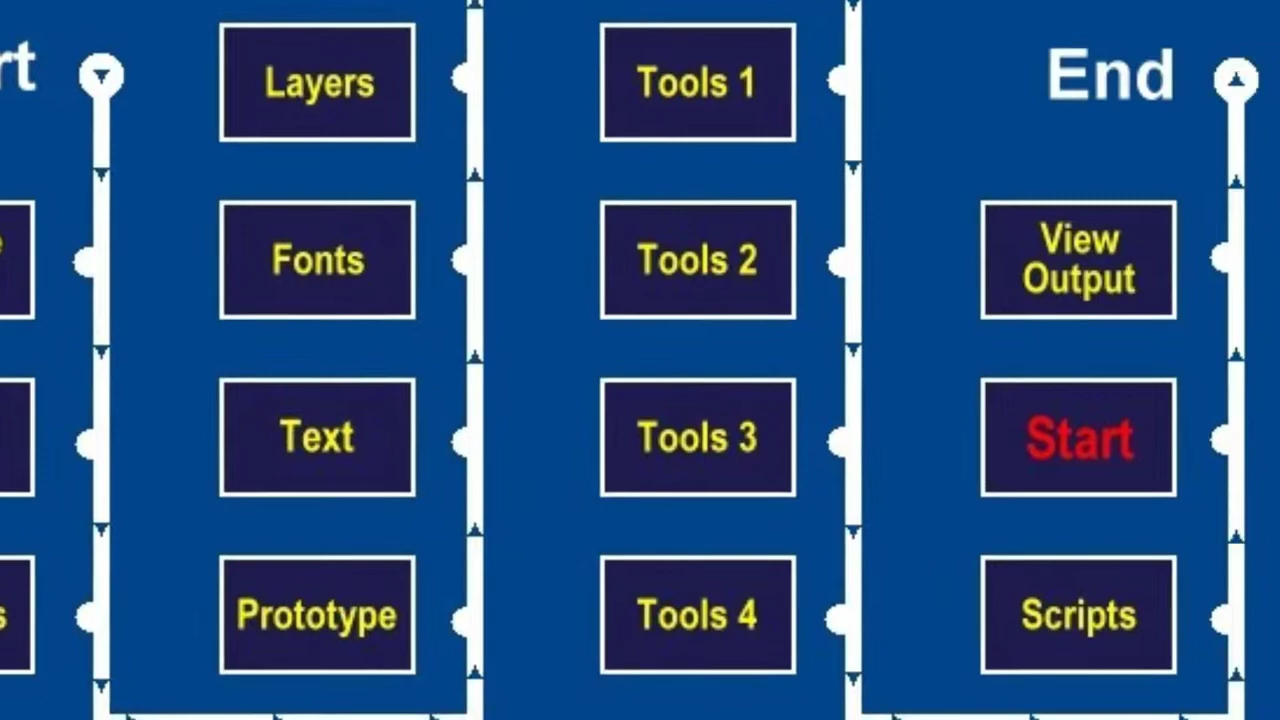 Layers
Tools 1
End
Fonts
Tools 2
View
Output
Text
Tools 3
Start
Prototype
Tools 4
Scripts